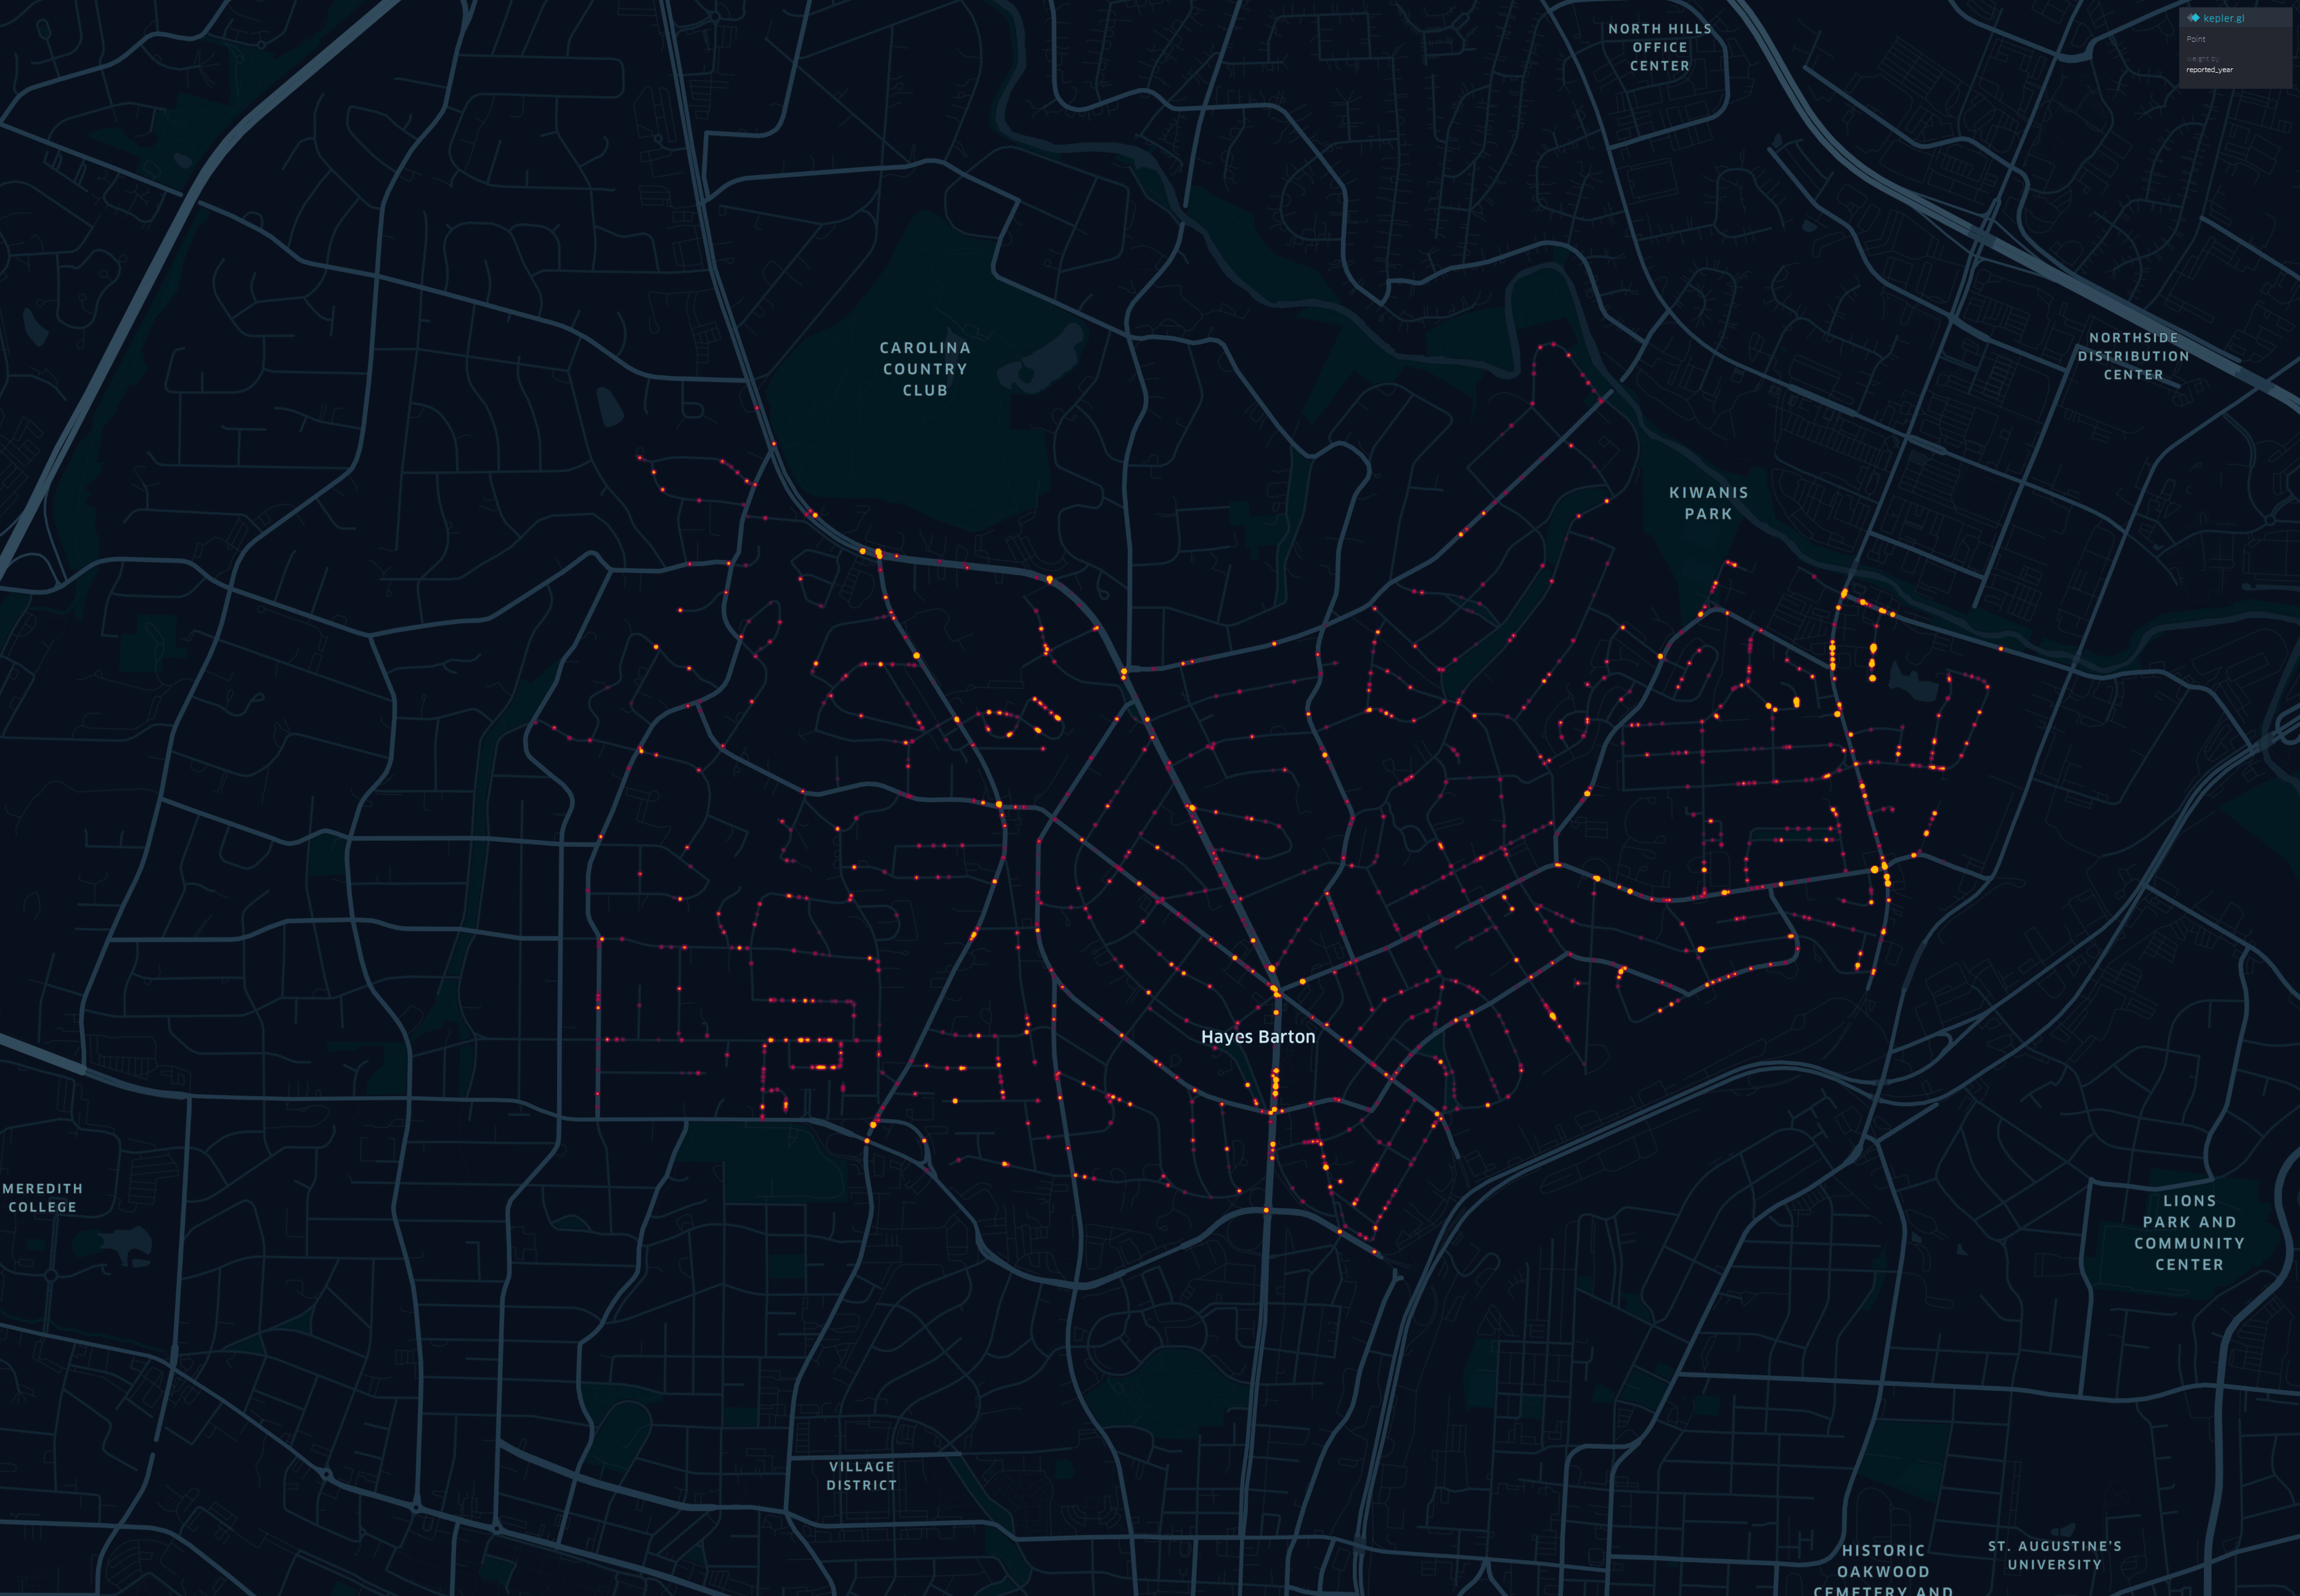 kepler.gl
Point
weight by
reported_year
NORTH HILLS
OFFICE
CENTER
NORTHSIDE
DISTRIBUTION
CENTER
CAROLINA
COUNTRY
CLUB
KIWANIS
PARK
Hayes Barton
MEREDITH
COLLEGE
LIONS
PARK AND
COMMUNITY
CENTER
VILLAGE
DISTRICT
HISTORIC
OAKWOOD
CEMETERY AND
ST. AUGUSTINE'S
UNIVERSITY